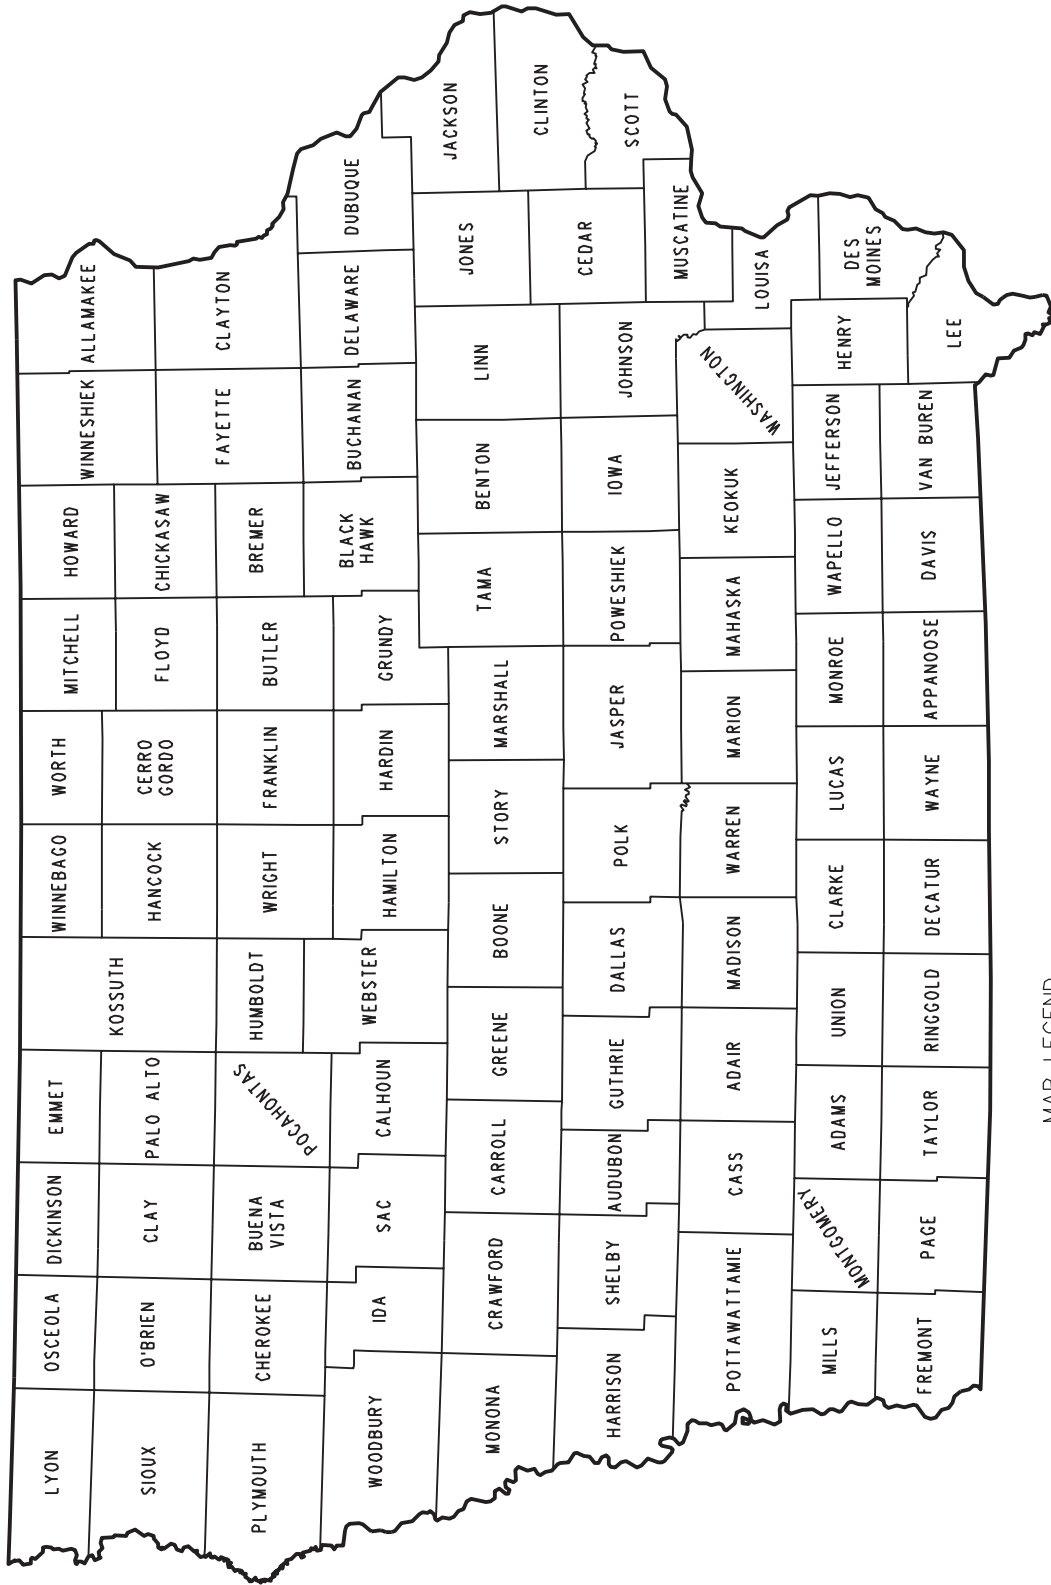 LYON
OSCEOLA
DICKINSON
EMMET
KOSSUTH
WINNEBAGO
WORTH
MITCHELL
HOWARD
WINNESHIEK
ALLAMAKEE
SIOUX
O'BRIEN
CLAY
PALO ALTO
HANCOCK
CERRO
GORDO
FLOYD
CHICKASAW
FAYETTE
CLAYTON
PLYMOUTH
CHEROKEE
BUENA
VISTA
POCAHONTAS
HUMBOLDT
WRIGHT
FRANKLIN
BUTLER
BREMER
WOODBURY
IDA
SAC
CALHOUN
WEBSTER
HAMILTON
HARDIN
GRUNDY
BLACK
HAWK
BUCHANAN
DELAWARE
DUBUQUE
MONONA
CRAWFORD
CARROLL
GREENE
BOONE
STORY
MARSHALL
TAMA
BENTON
LINN
JONES
JACKSON
CLINTON
HARRISON
SHELBY
AUDUBON
GUTHRIE
DALLAS
POLK
JASPER
POWESHIEK
IOWA
JOHNSON
CEDAR
SCOTT
MUSCATINE
POTTAWATTAMIE
CASS
ADAIR
MADISON
WARREN
MARION
MAHASKA
KEOKUK
WASHINGTON
LOUISA
MILLS
MONTGOMERY
ADAMS
UNION
CLARKE
LUCAS
MONROE
WAPELLO
JEFFERSON
HENRY
DES
MOINES
FREMONT
PAGE
TAYLOR
RINGGOLD
DECATUR
WAYNE
APPANOOSE
DAVIS
VAN BUREN
LEE
MAP LEGEND